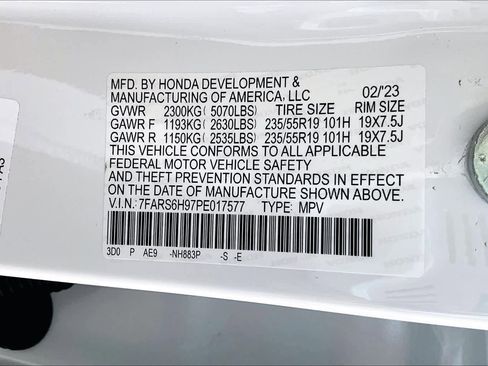 MFD. BY HONDA DEVELOPMENT & 02/'23
MANUFACTURING OF AMERICA, LLC
GVWR 2300KG( 5070LBS) TIRE SIZE RIM SIZE
GAWR F 1193KG( 2630LBS) 235/55R19 101H 19X7.5J
GAWR R 1150KG( 2535LBS) 235/55R19 101H 19X7.5J
THIS VEHICLE CONFORMS TO ALL APPLICABLE
FEDERAL MOTOR VEHICLE SAFETY
AND THEFT PREVENTION STANDARDS IN EFFECT
ON THE DATE OF MANUFACTURE SHOWN ABOVE.
V.I.N.: 7FARS6H97PE017577 TYPE: MPV
3D0 P AE9 -NH883P -S -E